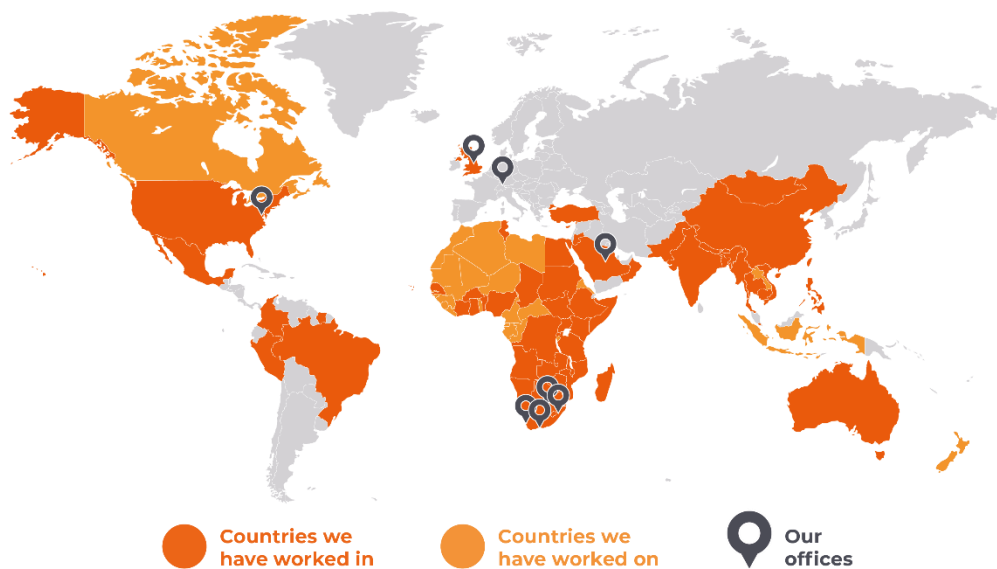 Countries we
have worked in
Countries we
have worked on
Our
offices